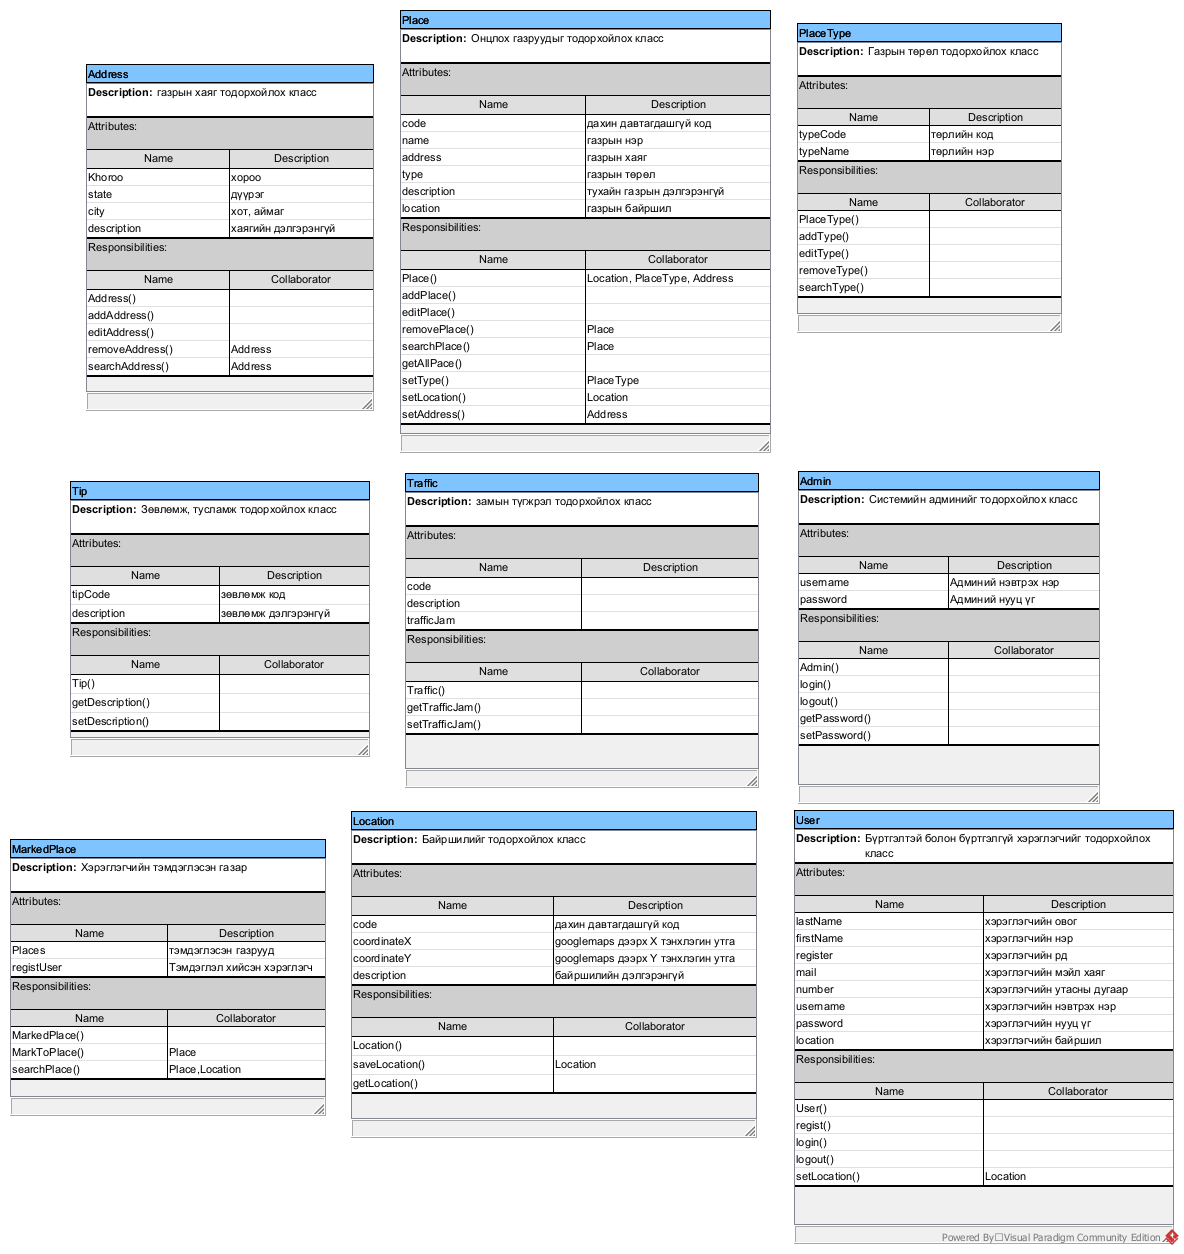 Address
Description: газрын хаяг тодорхойлох класс
Attributes:
Name Description
Khoroo хороо
state дүүрэг
city хот, аймаг
description хаягийн дэлгэрэнгүй
Responsibilities:
Name Collaborator
Address()
addAddress()
editAddress()
removeAddress() Address
searchAddress() Address
Place
Description: Онцлох газруудыг тодорхойлох класс
Attributes:
Name Description
code дахин давтагдашгүй код
name газрын нэр
address газрын хаяг
type газрын төрөл
description тухайн газрын дэлгэрэнгүй
location газрын байршил
Responsibilities:
Name Collaborator
Place() Location, PlaceType, Address
addPlace()
editPlace()
removePlace() Place
searchPlace() Place
getAllPace()
setType() PlaceType
setLocation() Location
setAddress() Address
PlaceType
Description: Газрын төрөл тодорхойлох класс
Attributes:
Name Description
typeCode төрлийн код
typeName төрлийн нэр
Responsibilities:
Name Collaborator
PlaceType()
addType()
editType()
removeType()
searchType()
Tip
Description: Зөвлөмж, тусламж тодорхойлох класс
Attributes:
Name Description
tipCode зөвлөмж код
description зөвлөмж дэлгэрэнгүй
Responsibilities:
Name Collaborator
Tip()
getDescription()
setDescription()
Traffic
Description: замын түгжрэл тодорхойлох класс
Attributes:
Name Description
code
description
trafficJam
Responsibilities:
Name Collaborator
Traffic()
getTrafficJam()
setTrafficJam()
Admin
Description: Системийн админийг тодорхойлох класс
Attributes:
Name Description
username Админий нэвтрэх нэр
password Админий нууц үг
Responsibilities:
Name Collaborator
Admin()
login()
logout()
getPassword()
setPassword()
MarkedPlace
Description: Хэрэглэгчийн тэмдэглэсэн газар
Attributes:
Name Description
Places тэмдэглэсэн газрууд
registUser Тэмдэглэл хийсэн хэрэглэгч
Responsibilities:
Name Collaborator
MarkedPlace()
MarkToPlace() Place
searchPlace() Place,Location
Location
Description: Байршилийг тодорхойлох класс
Attributes:
Name Description
code дахин давтагдашгүй код
coordinateX googlemaps дээрх X тэнхлэгин утга
coordinateY googlemaps дээрх Y тэнхлэгин утга
description байршилийн дэлгэрэнгүй
Responsibilities:
Name Collaborator
Location()
saveLocation() Location
getLocation()
User
Description: Бүртгэлтэй болон бүртгэлгүй хэрэглэгчийг тодорхойлох
класс
Attributes:
Name Description
lastName хэрэглэгчийн овог
firstName хэрэглэгчийн нэр
register хэрэглэгчийн рд
mail хэрэглэгчийн мэйл хаяг
number хэрэглэгчийн утасны дугаар
username хэрэглэгчийн нэвтрэх нэр
password хэрэглэгчийн нууц үг
location хэрэглэгчийн байршил
Responsibilities:
Name Collaborator
User()
regist()
login()
logout()
setLocation() Location
Powered By Visual Paradigm Community Edition